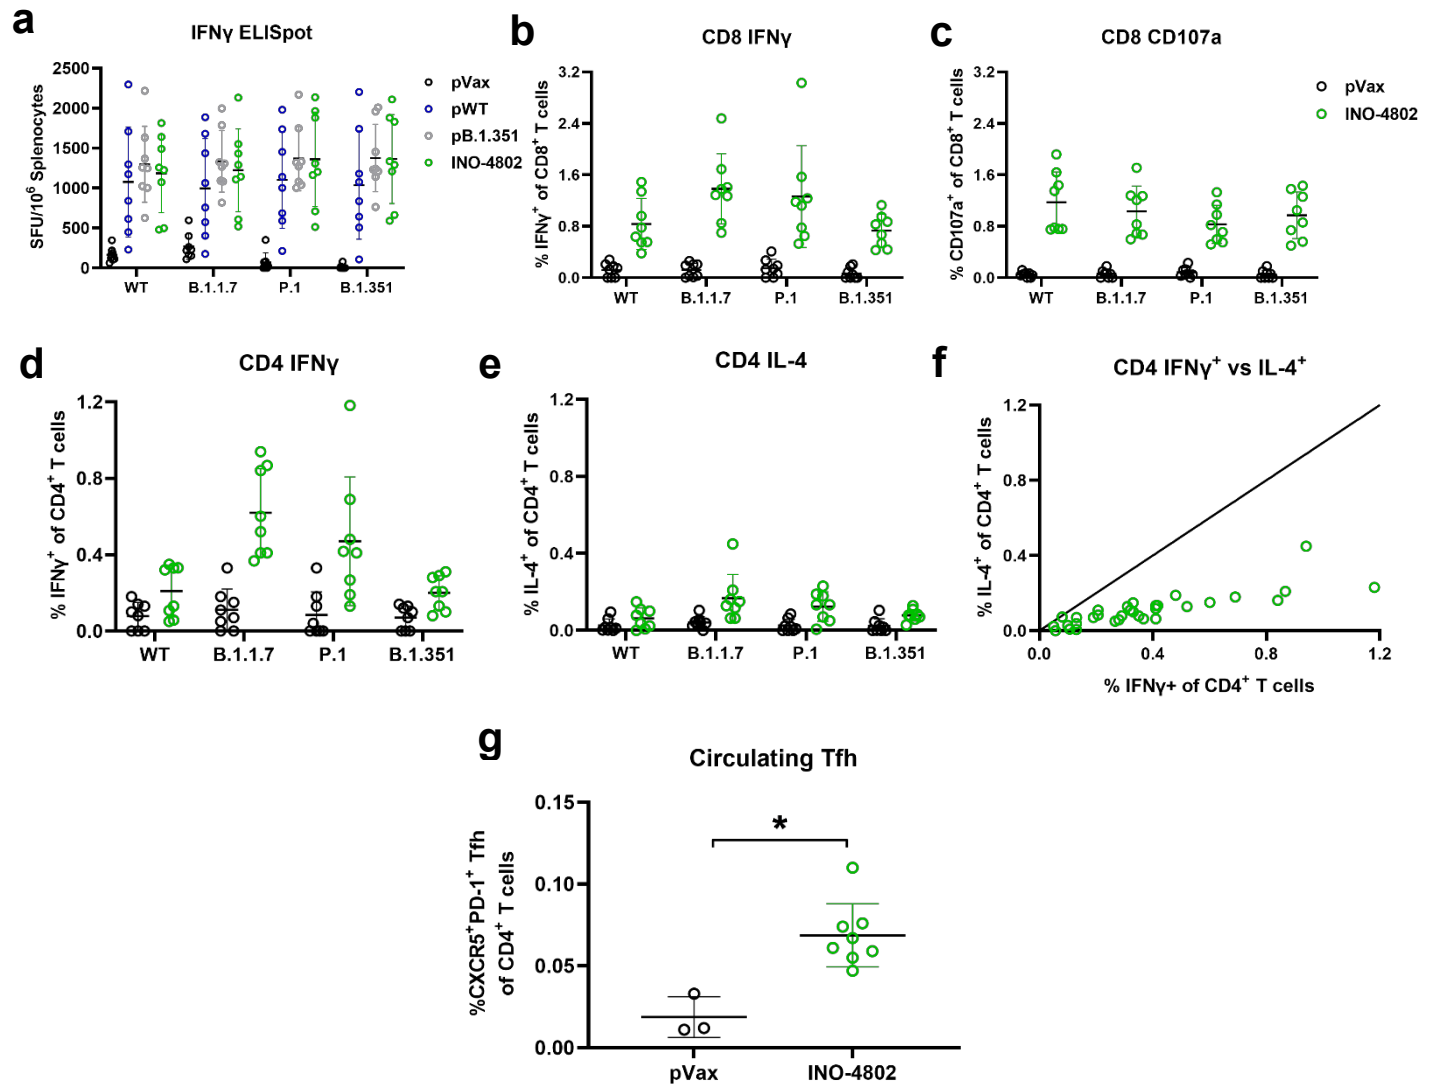 a
IFNγ ELISpot
SFU/10⁶ Splenocytes
2500
2000
1500
1000
500
0
WT
B.1.1.7
P.1
B.1.351
pVax
pWT
pB.1.351
INO-4802
b
CD8 IFNγ
% IFNγ⁺ of CD8⁺ T cells
3.2
2.4
1.6
0.8
0.0
WT
B.1.1.7
P.1
B.1.351
c
CD8 CD107a
% CD107a⁺ of CD8⁺ T cells
3.2
2.4
1.6
0.8
0.0
WT
B.1.1.7
P.1
B.1.351
pVax
INO-4802
d
CD4 IFNγ
% IFNγ⁺ of CD4⁺ T cells
1.2
0.8
0.4
0.0
WT
B.1.1.7
P.1
B.1.351
e
CD4 IL-4
% IL-4⁺ of CD4⁺ T cells
1.2
0.8
0.4
0.0
WT
B.1.1.7
P.1
B.1.351
f
CD4 IFNγ⁺ vs IL-4⁺
% IL-4⁺ of CD4⁺ T cells
1.2
0.8
0.4
0.0
0.0
0.4
0.8
1.2
% IFNγ+ of CD4⁺ T cells
g
Circulating Tfh
%CXCR5⁺PD-1⁺ Tfh
of CD4⁺ T cells
0.15
0.10
0.05
0.00
*
pVax
INO-4802